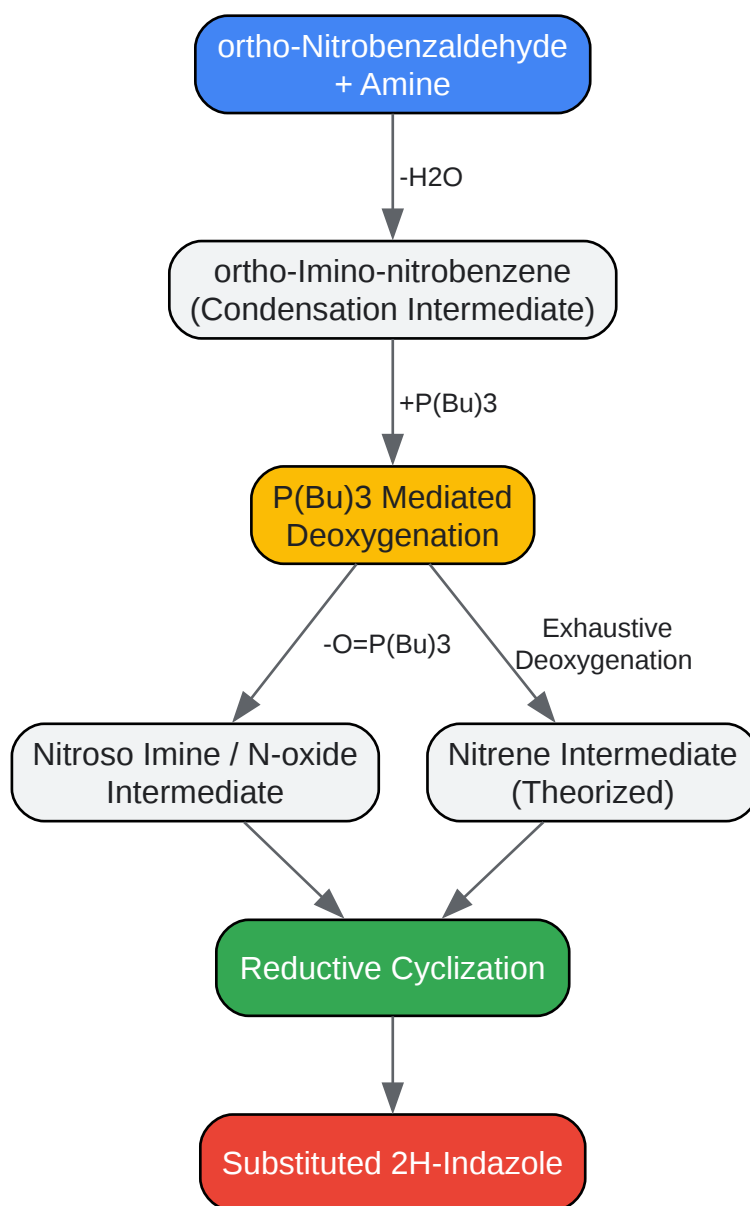 ortho-Nitrobenzaldehyde
+ Amine
-H2O
ortho-Imino-nitrobenzene
(Condensation Intermediate)
+P(Bu)3
P(Bu)3 Mediated
Deoxygenation
-O=P(Bu)3
Exhaustive
Deoxygenation
Nitroso Imine / N-oxide
Intermediate
Nitrene Intermediate
(Theorized)
Reductive Cyclization
Substituted 2H-Indazole